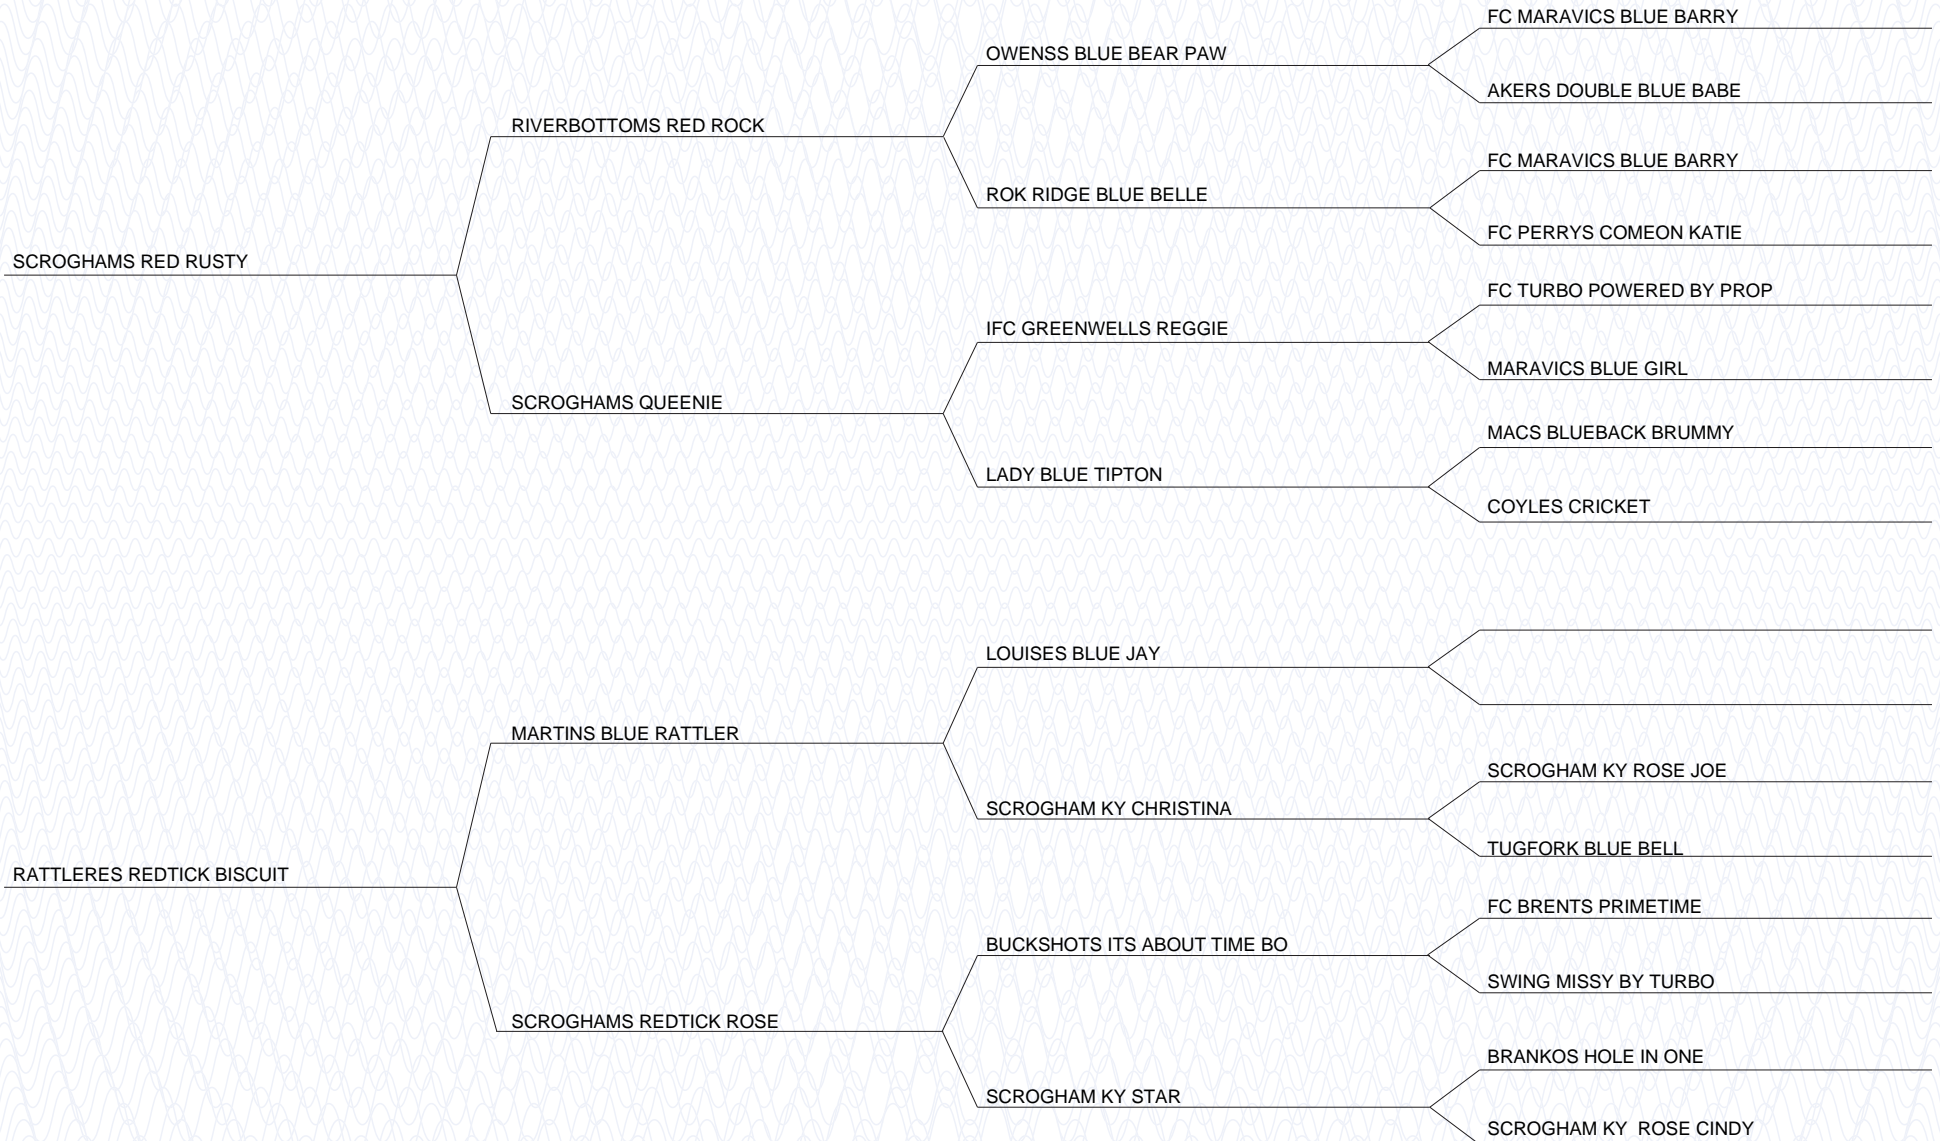 FC MARAVICS BLUE BARRY
OWENSS BLUE BEAR PAW
AKERS DOUBLE BLUE BABE
RIVERBOTTOMS RED ROCK
FC MARAVICS BLUE BARRY
ROK RIDGE BLUE BELLE
FC PERRYS COMEON KATIE
SCROGHAMS RED RUSTY
FC TURBO POWERED BY PROP
IFC GREENWELLS REGGIE
MARAVICS BLUE GIRL
SCROGHAMS QUEENIE
MACS BLUEBACK BRUMMY
LADY BLUE TIPTON
COYLES CRICKET
LOUISES BLUE JAY
MARTINS BLUE RATTLER
SCROGHAM KY ROSE JOE
SCROGHAM KY CHRISTINA
TUGFORK BLUE BELL
RATTLERES REDTICK BISCUIT
FC BRENTS PRIMETIME
BUCKSHOTS ITS ABOUT TIME BO
SWING MISSY BY TURBO
SCROGHAMS REDTICK ROSE
BRANKOS HOLE IN ONE
SCROGHAM KY STAR
SCROGHAM KY  ROSE CINDY